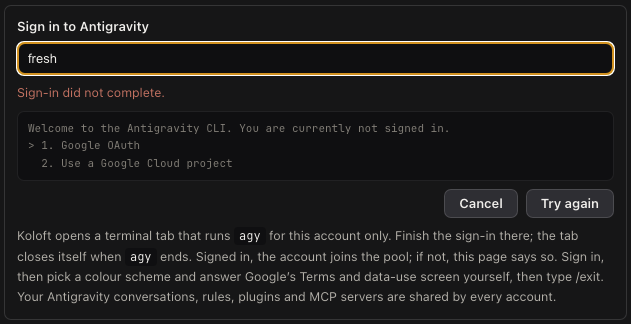 Sign in to Antigravity
fresh
Sign-in did not complete.
Welcome to the Antigravity CLI. You are currently not signed in.
> 1. Google OAuth
2. Use a Google Cloud project
Cancel
Try again
Koloft opens a terminal tab that runs agy for this account only. Finish the sign-in there; the tab
closes itself when agy ends. Signed in, the account joins the pool; if not, this page says so. Sign in,
then pick a colour scheme and answer Google’s Terms and data-use screen yourself, then type /exit.
Your Antigravity conversations, rules, plugins and MCP servers are shared by every account.